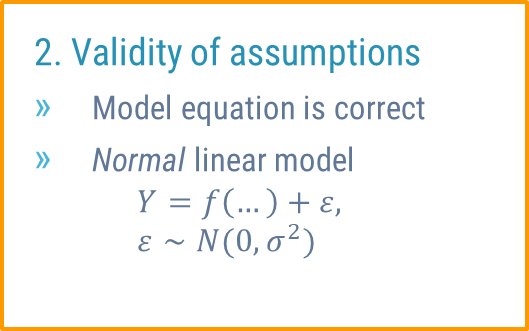 2. Validity of assumptions
» Model equation is correct
» Normal linear model
Y = f(…) + ε,
ε ~ N(0, σ²)